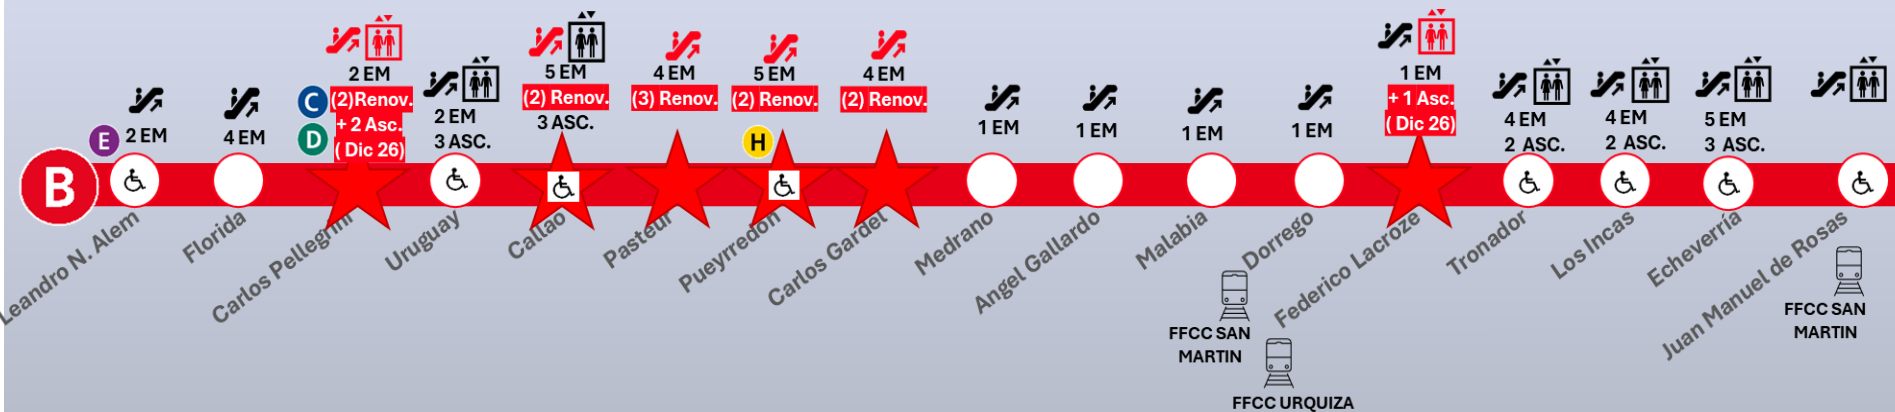 B
E
2 EM
Leandro N. Alem
4 EM
Florida
C
D
2 EM
(2)Renov.
+ 2 Asc.
( Dic 26)
Carlos Pellegrini
2 EM
3 ASC.
Uruguay
5 EM
(2) Renov.
3 ASC.
Callao
4 EM
(3) Renov.
Pasteur
5 EM
(2) Renov.
H
Pueyrredón
4 EM
(2) Renov.
Carlos Gardel
1 EM
Medrano
1 EM
Angel Gallardo
1 EM
Malabia
1 EM
Dorrego
1 EM
+ 1 Asc.
( Dic 26)
Federico Lacroze
4 EM
2 ASC.
Tronador
4 EM
2 ASC.
Los Incas
5 EM
3 ASC.
Echeverría
Juan Manuel de Rosas
FFCC SAN
MARTIN
FFCC URQUIZA
FFCC SAN
MARTIN